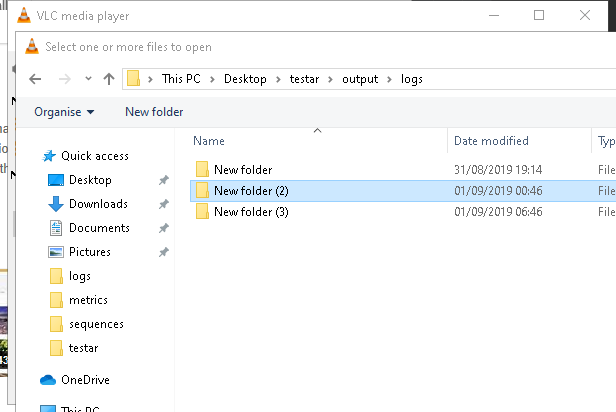 VLC media player
Select one or more files to open
This PC > Desktop > testar > output > logs
Organise New folder
Name Date modified Typ
New folder 31/08/2019 19:14 File
New folder (2) 01/09/2019 00:46 File
New folder (3) 01/09/2019 06:46 File
Quick access
Desktop
Downloads
Documents
Pictures
logs
metrics
sequences
testar
OneDrive
This PC